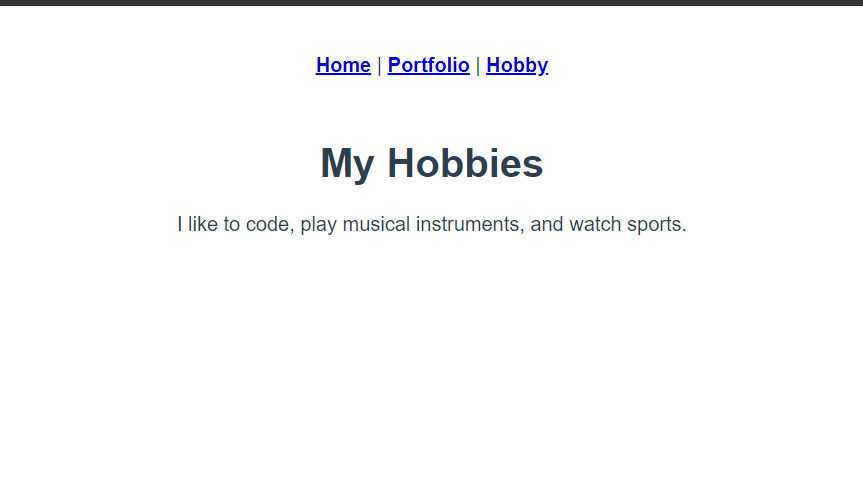 Home | Portfolio | Hobby
My Hobbies
I like to code, play musical instruments, and watch sports.